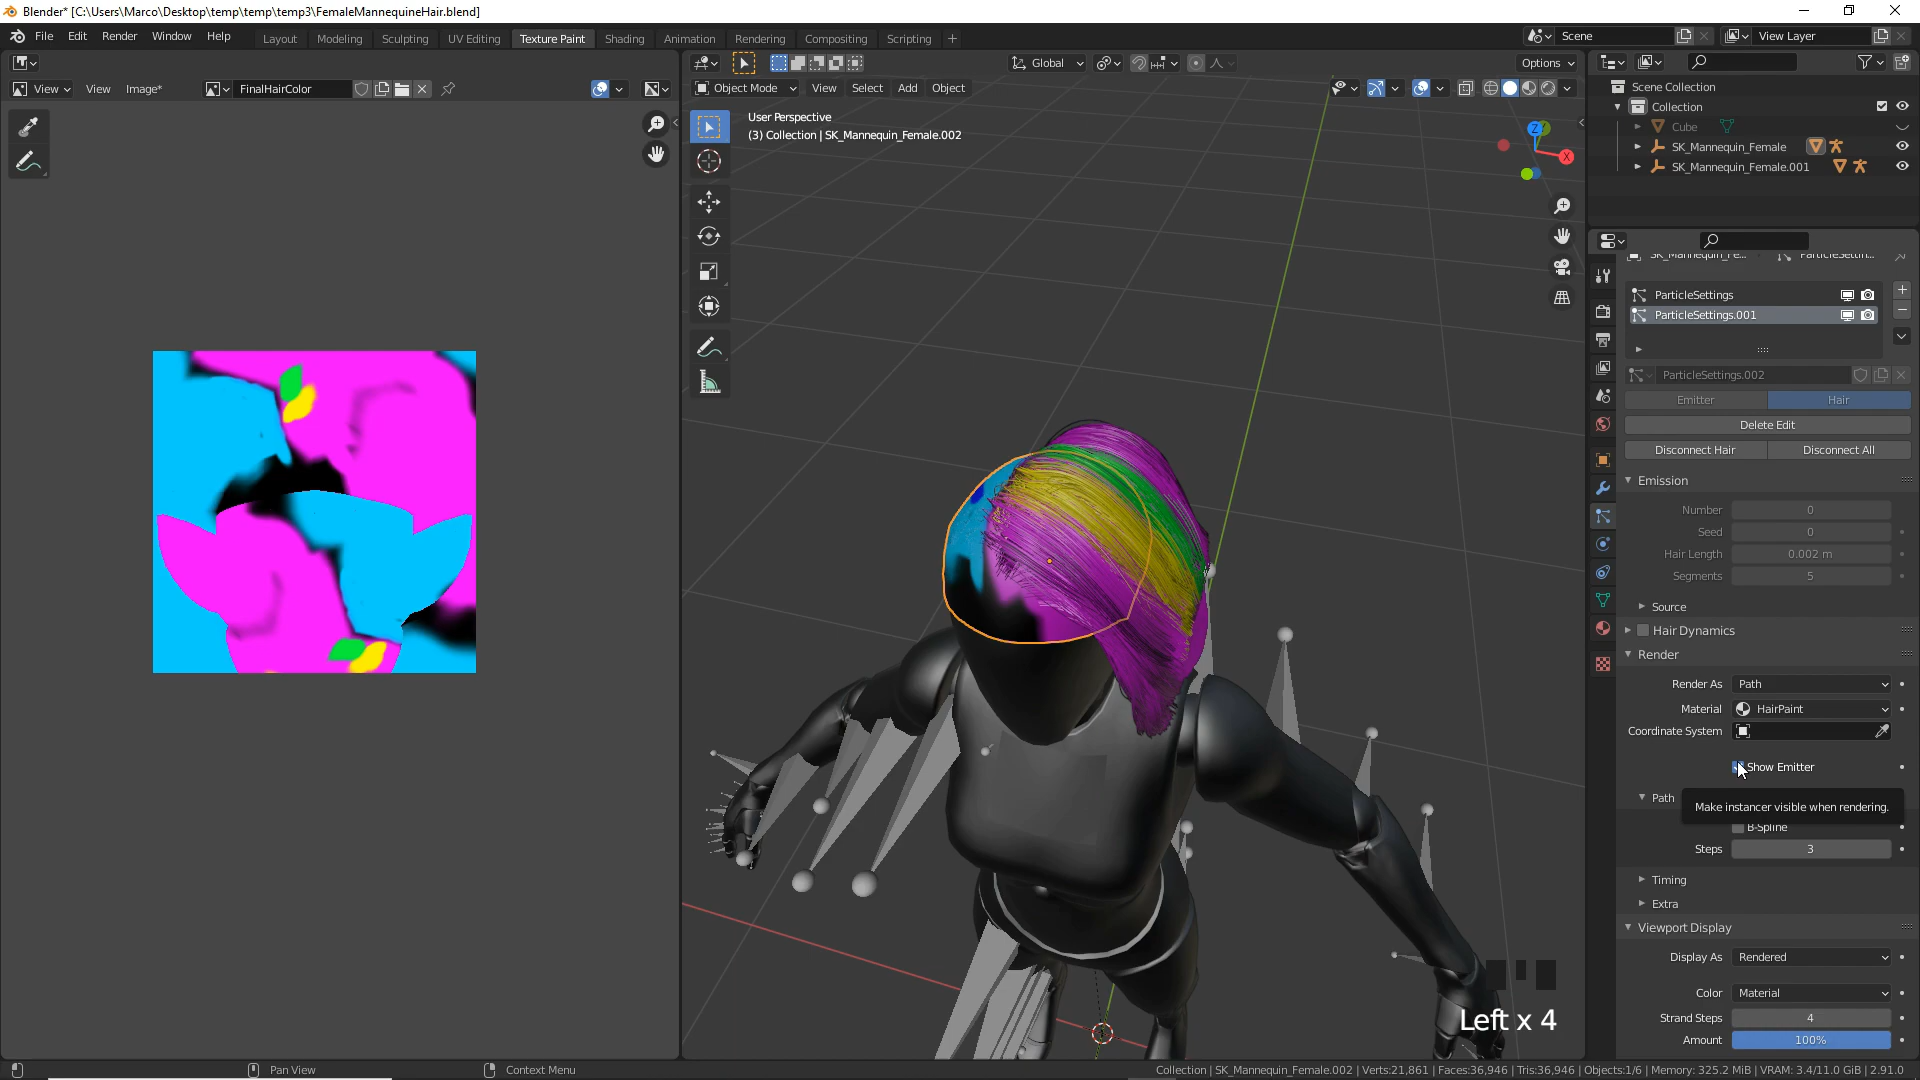 Blender* [C:\Users\Marco\Desktop\temp\temp\temp3\FemaleMannequineHair.blend]
File Edit Render Window Help
Layout Modeling Sculpting UV Editing Texture Paint Shading Animation Rendering Compositing Scripting +
Scene
View Layer
Global
Options
View View Image*
FinalHairColor
Object Mode View Select Add Object
User Perspective
(3) Collection | SK_Mannequin_Female.002
Z
X
Scene Collection
Collection
Cube
SK_Mannequin_Female
SK_Mannequin_Female.001
SK_Mannequin_Fe... ParticleSettin...
ParticleSettings
ParticleSettings.001
ParticleSettings.002
Emitter Hair
Delete Edit
Disconnect Hair Disconnect All
Emission
Number 0
Seed 0
Hair Length 0.002 m
Segments 5
Source
Hair Dynamics
Render
Render As Path
Material HairPaint
Coordinate System
Show Emitter
Path
Make instancer visible when rendering.
B-Spline
Steps 3
Timing
Extra
Viewport Display
Display As Rendered
Color Material
Strand Steps 4
Amount 100%
Left x 4
Pan View
Context Menu
Collection | SK_Mannequin_Female.002 | Verts:21,861 | Faces:36,946 | Tris:36,946 | Objects:1/6 | Memory: 325.2 MiB | VRAM: 3.4/11.0 GiB | 2.91.0